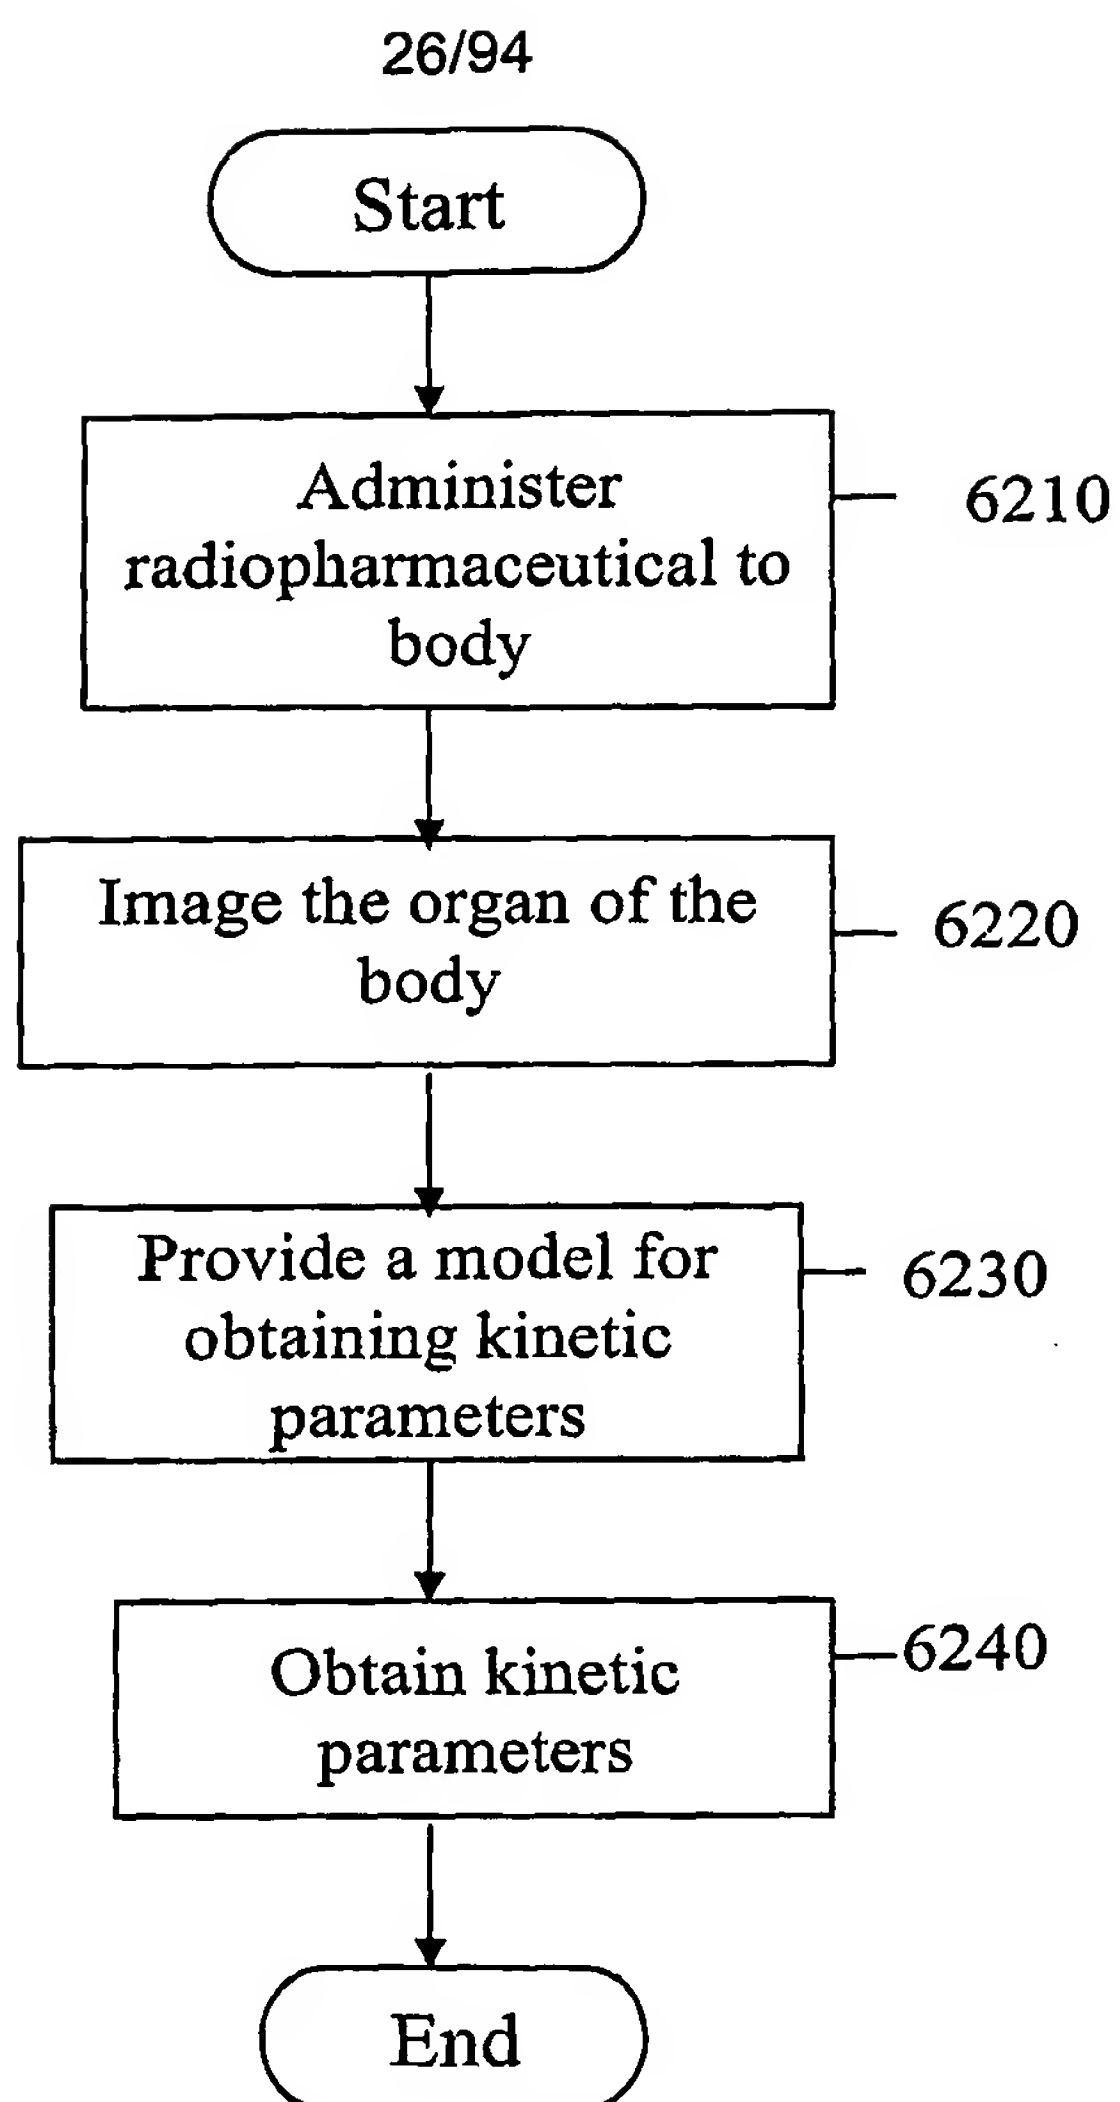 26/94
Start
Administer
radiopharmaceutical to
body
6210
Image the organ of the
body
6220
Provide a model for
obtaining kinetic
parameters
6230
Obtain kinetic
parameters
6240
End